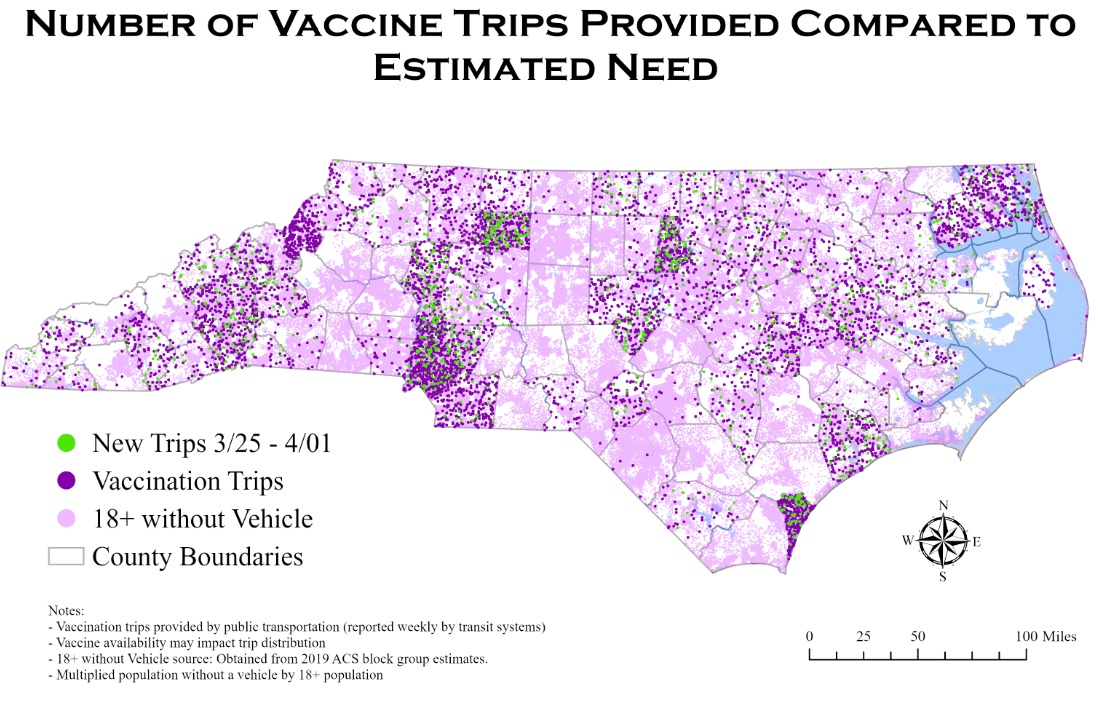 NUMBER OF VACCINE TRIPS PROVIDED COMPARED TO
ESTIMATED NEED
New Trips 3/25 - 4/01
Vaccination Trips
18+ without Vehicle
County Boundaries
N
W E
S
Notes:
- Vaccination trips provided by public transportation (reported weekly by transit systems)
- Vaccine availability may impact trip distribution
- 18+ without Vehicle source: Obtained from 2019 ACS block group estimates.
- Multiplied population without a vehicle by 18+ population
0 25 50 100 Miles